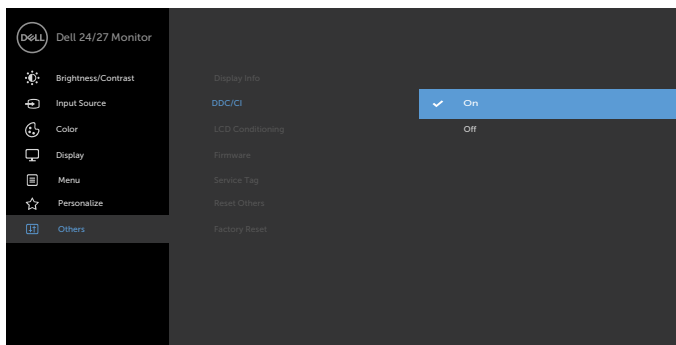 DELL Dell 24/27 Monitor
Brightness/Contrast
Input Source
Color
Display
Menu
Personalize
Others
Display Info
DDC/CI
LCD Conditioning
Firmware
Service Tag
Reset Others
Factory Reset
On
Off